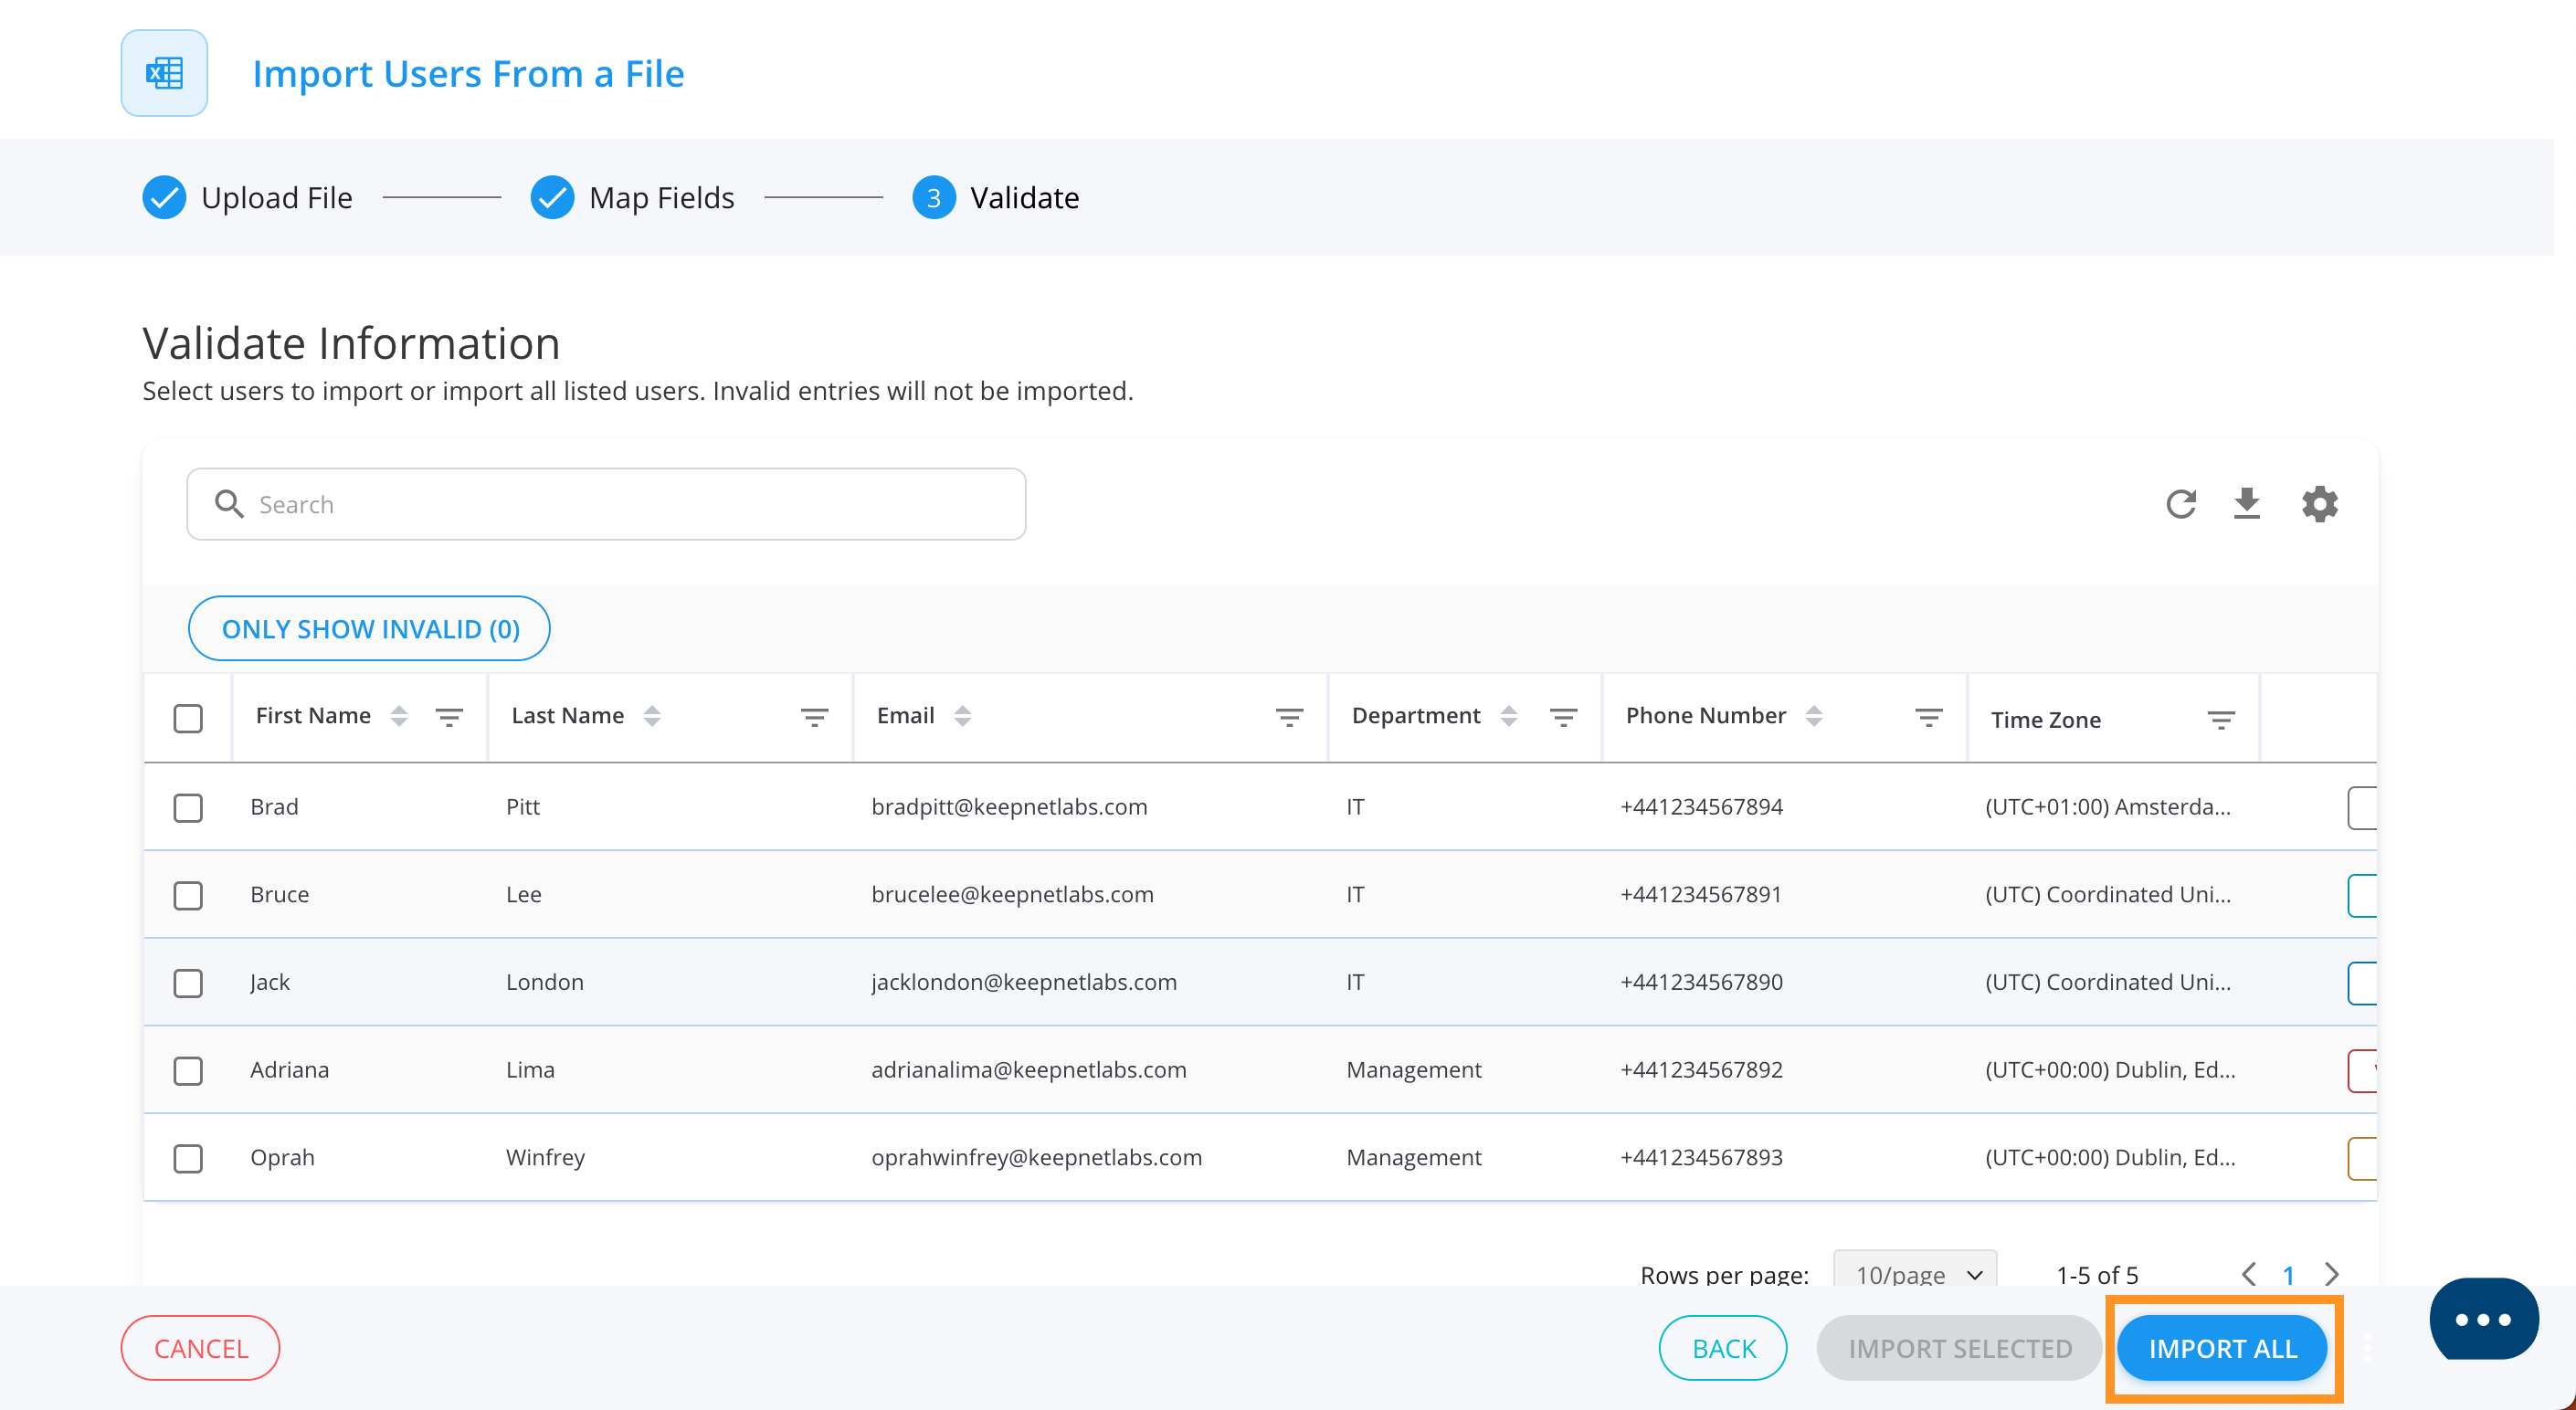 Import Users From a File
Upload File
Map Fields
3 Validate
Validate Information
Select users to import or import all listed users. Invalid entries will not be imported.
Search
ONLY SHOW INVALID (0)
First Name Last Name Email Department Phone Number Time Zone
Brad Pitt bradpitt@keepnetlabs.com IT +441234567894 (UTC+01:00) Amsterda...
Bruce Lee brucelee@keepnetlabs.com IT +441234567891 (UTC) Coordinated Uni...
Jack London jacklondon@keepnetlabs.com IT +441234567890 (UTC) Coordinated Uni...
Adriana Lima adrianalima@keepnetlabs.com Management +441234567892 (UTC+00:00) Dublin, Ed...
Oprah Winfrey oprahwinfrey@keepnetlabs.com Management +441234567893 (UTC+00:00) Dublin, Ed...
Rows per page: 10/page 1-5 of 5 1
CANCEL BACK IMPORT SELECTED IMPORT ALL